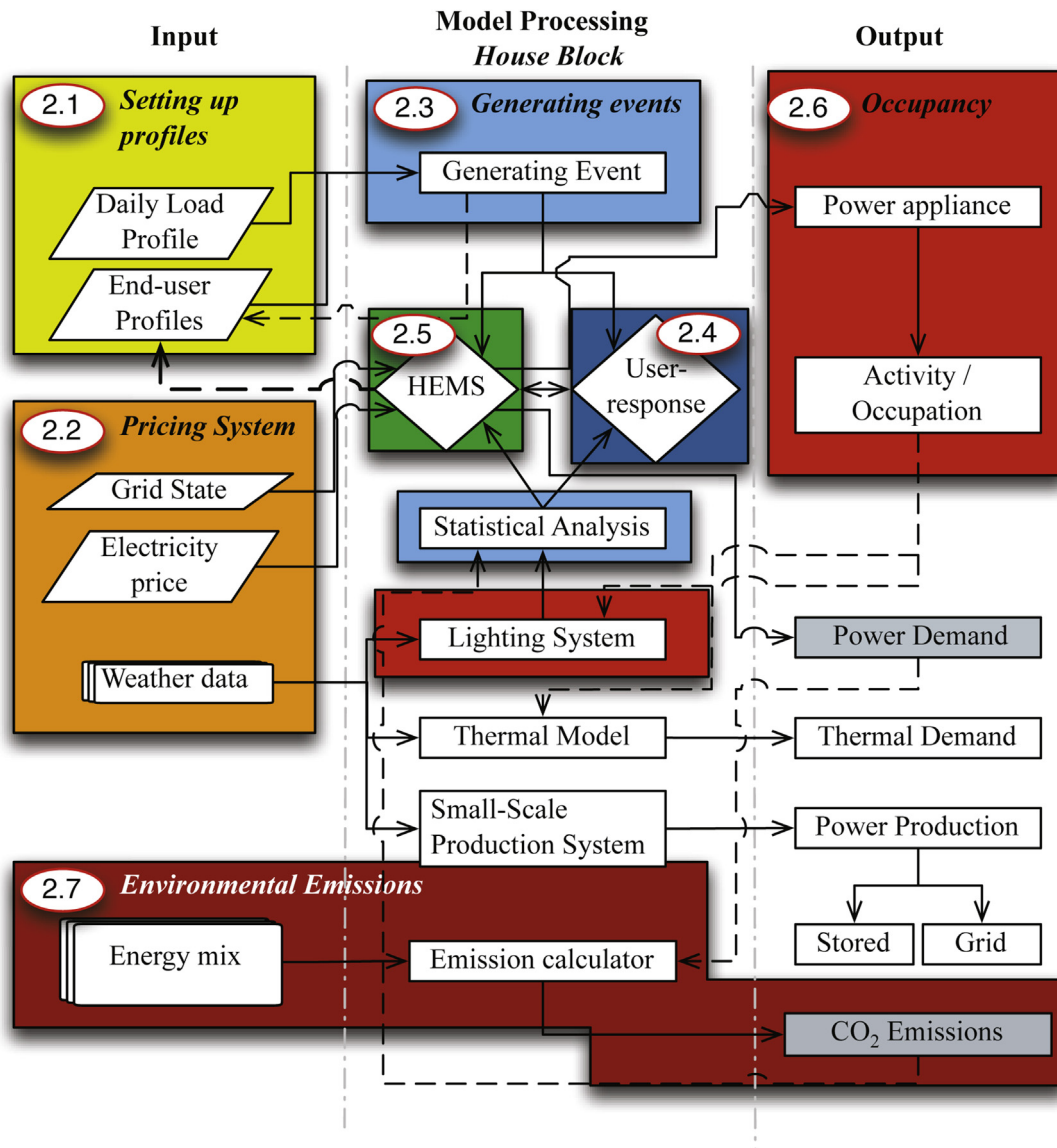 Input
Model Processing
House Block
Output
2.1
Setting up
profiles
Daily Load
Profile
End-user
Profiles
2.3
Generating events
Generating Event
2.6
Occupancy
Power appliance
Activity /
Occupation
2.5
HEMS
2.4
User-
response
2.2
Pricing System
Grid State
Electricity
price
Weather data
Statistical Analysis
Lighting System
Thermal Model
Small-Scale
Production System
Power Demand
Thermal Demand
Power Production
Stored
Grid
2.7
Environmental Emissions
Energy mix
Emission calculator
CO₂ Emissions